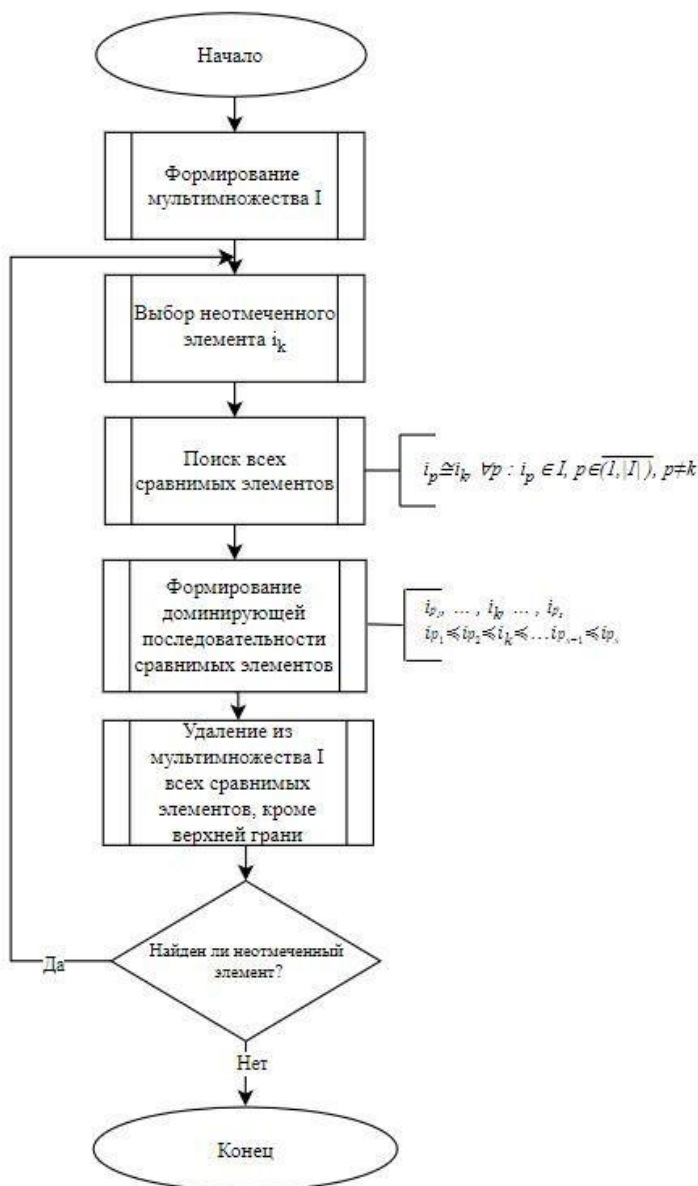 Начало
Формирование
мультимножества I
Выбор неотмеченного
элемента i_k
Поиск всех
сравнимых элементов
i_p≅i_k, ∀p : i_p ∈ I, p∈(1,|I|), p≠k
Формирование
доминирующей
последовательности
сравнимых элементов
i_{p_1}, … , i_k, … , i_{p_s}
i_{p_1}≼i_{p_2}≼i_k≼…i_{p_{s-1}}≼i_{p_s}
Удаление из
мультимножества I
всех сравнимых
элементов, кроме
верхней грани
Найден ли неотмеченный
элемент?
Да
Нет
Конец